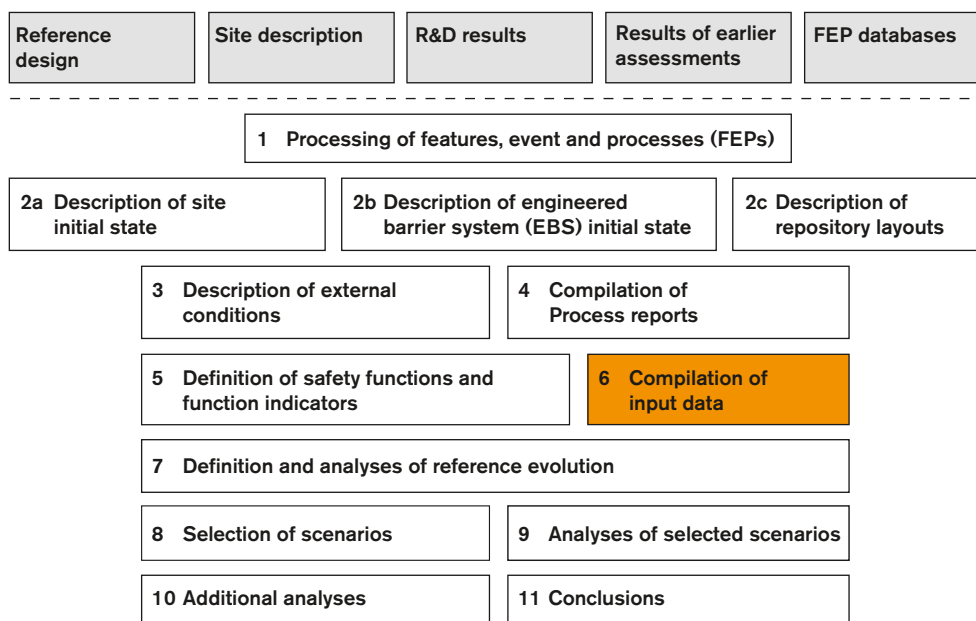 Reference
design
Site description
R&D results
Results of earlier
assessments
FEP databases
1 Processing of features, event and processes (FEPs)
2a Description of site
initial state
2b Description of engineered
barrier system (EBS) initial state
2c Description of
repository layouts
3 Description of external
conditions
4 Compilation of
Process reports
5 Definition of safety functions and
function indicators
6 Compilation of
input data
7 Definition and analyses of reference evolution
8 Selection of scenarios
9 Analyses of selected scenarios
10 Additional analyses
11 Conclusions